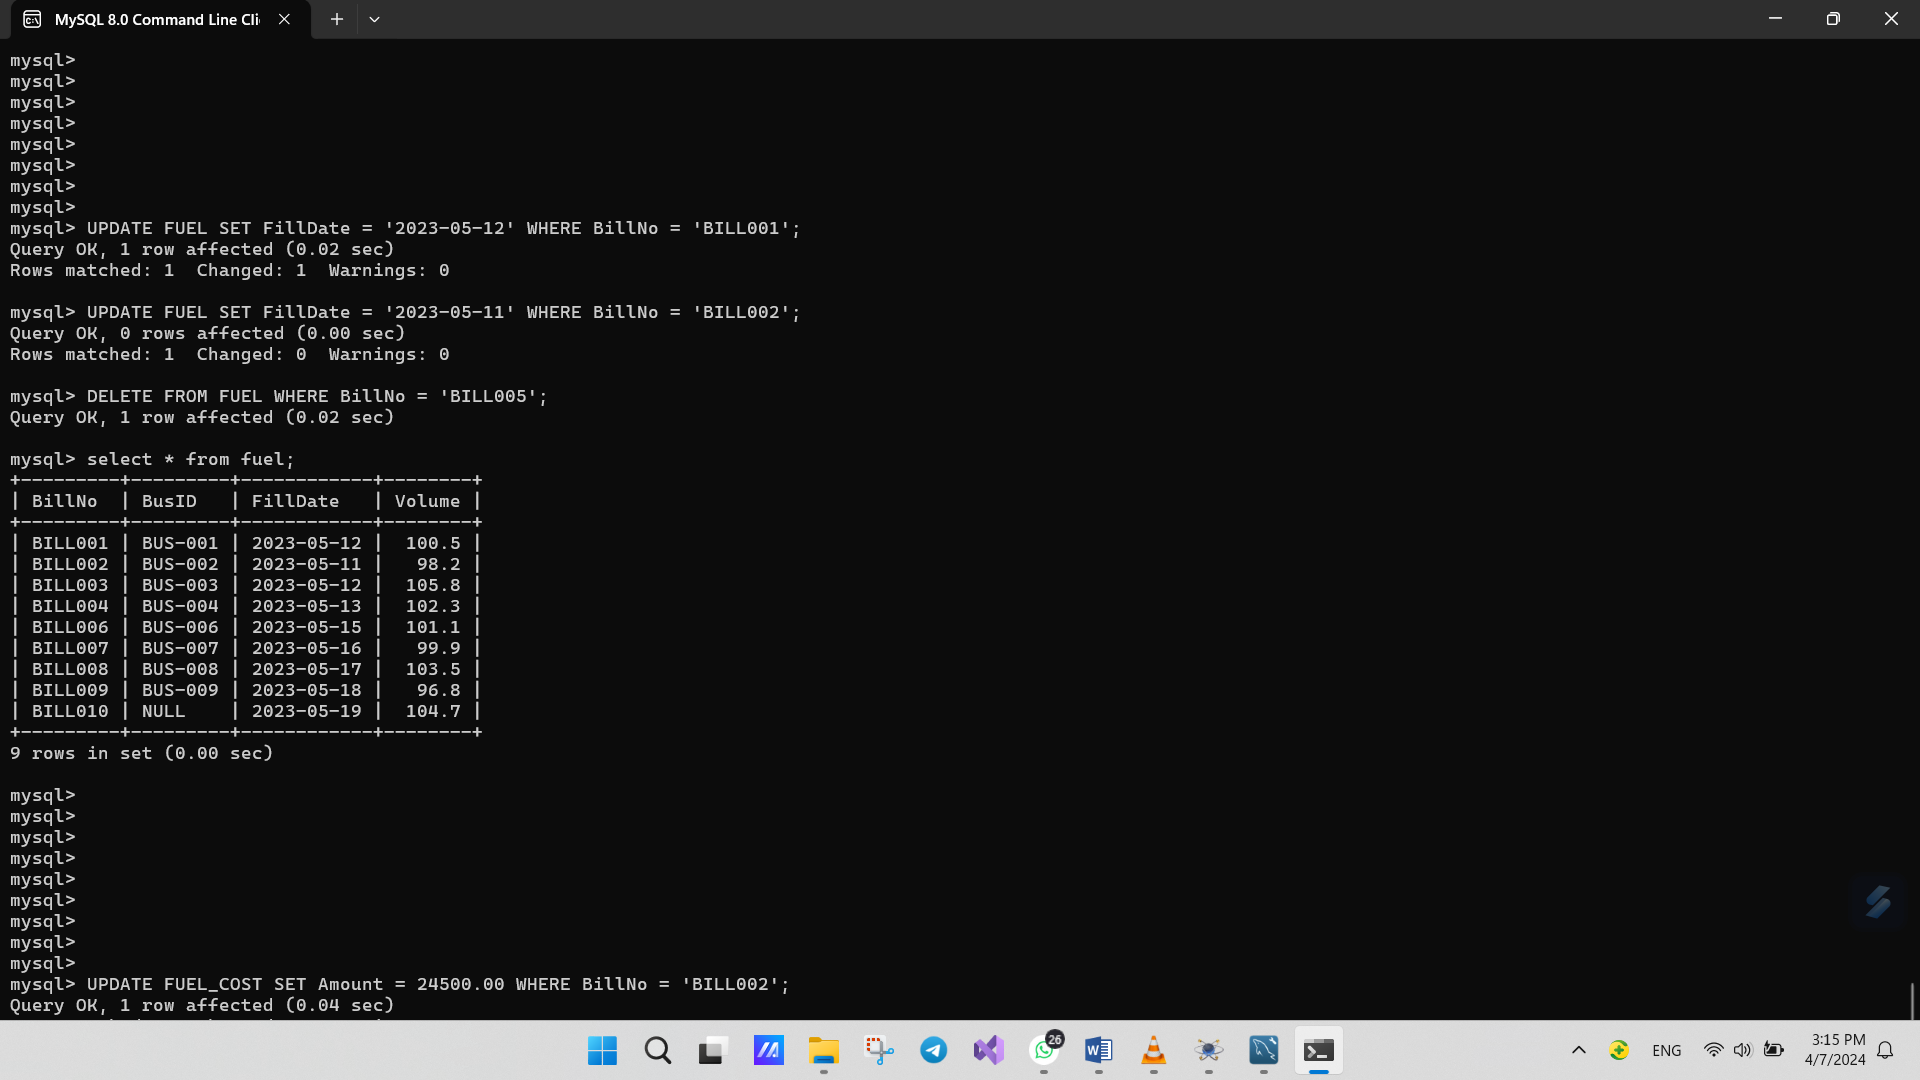 MySQL 8.0 Command Line Cli
mysql>
mysql>
mysql>
mysql>
mysql>
mysql>
mysql>
mysql>
mysql> UPDATE FUEL SET FillDate = '2023-05-12' WHERE BillNo = 'BILL001';
Query OK, 1 row affected (0.02 sec)
Rows matched: 1  Changed: 1  Warnings: 0
mysql> UPDATE FUEL SET FillDate = '2023-05-11' WHERE BillNo = 'BILL002';
Query OK, 0 rows affected (0.00 sec)
Rows matched: 1  Changed: 0  Warnings: 0
mysql> DELETE FROM FUEL WHERE BillNo = 'BILL005';
Query OK, 1 row affected (0.02 sec)
mysql> select * from fuel;
+---------+---------+------------+--------+
| BillNo  | BusID   | FillDate   | Volume |
+---------+---------+------------+--------+
| BILL001 | BUS-001 | 2023-05-12 |  100.5 |
| BILL002 | BUS-002 | 2023-05-11 |   98.2 |
| BILL003 | BUS-003 | 2023-05-12 |  105.8 |
| BILL004 | BUS-004 | 2023-05-13 |  102.3 |
| BILL006 | BUS-006 | 2023-05-15 |  101.1 |
| BILL007 | BUS-007 | 2023-05-16 |   99.9 |
| BILL008 | BUS-008 | 2023-05-17 |  103.5 |
| BILL009 | BUS-009 | 2023-05-18 |   96.8 |
| BILL010 | NULL    | 2023-05-19 |  104.7 |
+---------+---------+------------+--------+
9 rows in set (0.00 sec)
mysql>
mysql>
mysql>
mysql>
mysql>
mysql>
mysql>
mysql>
mysql>
mysql> UPDATE FUEL_COST SET Amount = 24500.00 WHERE BillNo = 'BILL002';
Query OK, 1 row affected (0.04 sec)
26
ENG
3:15 PM
4/7/2024